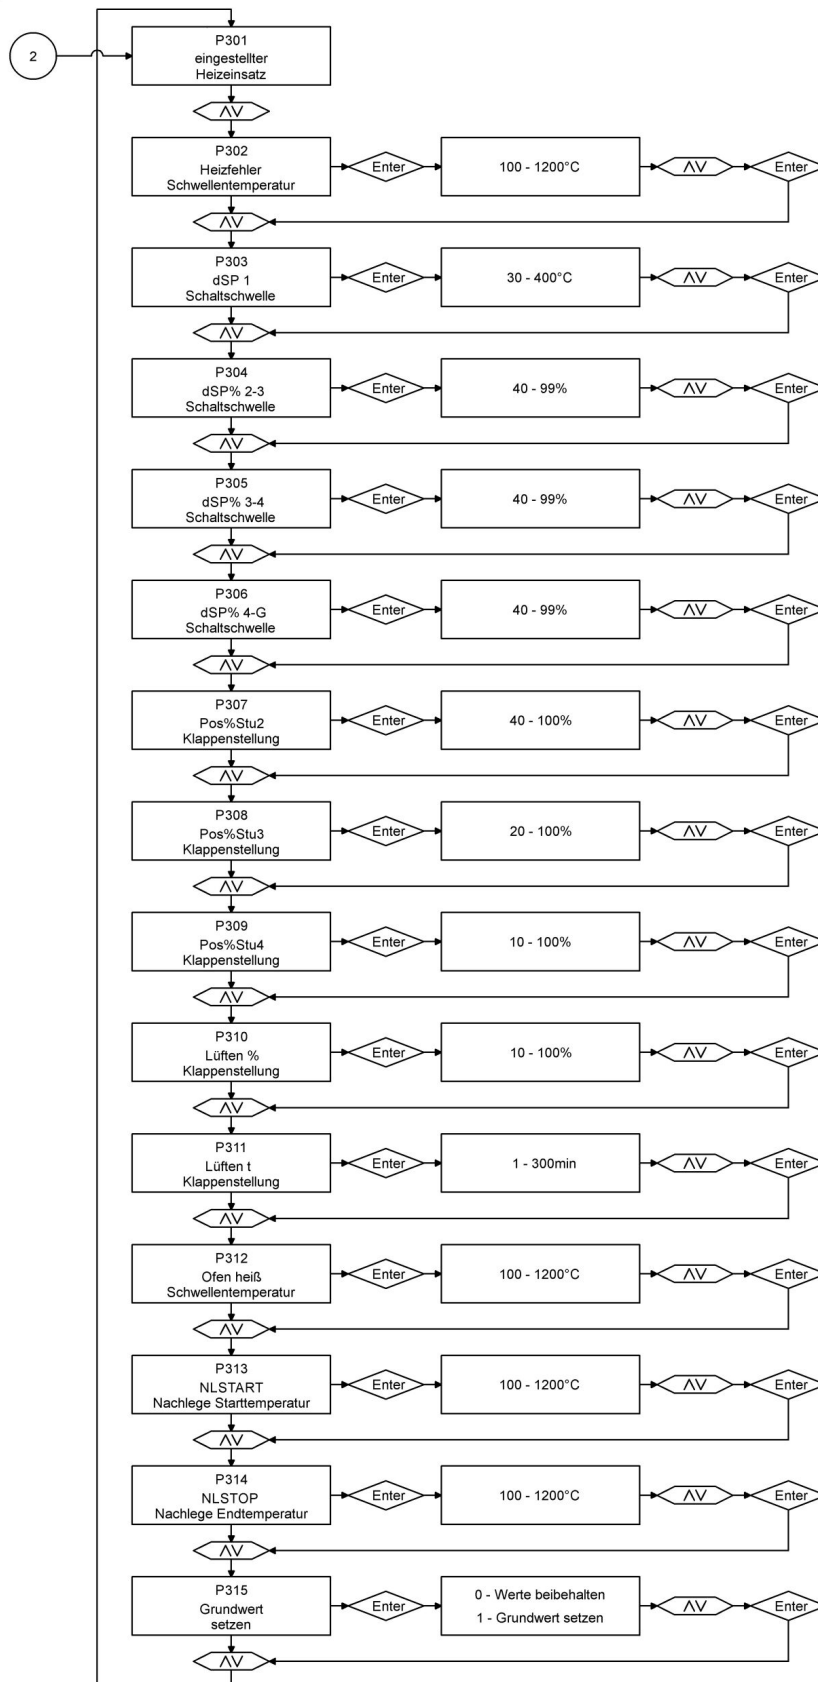 2
P301
eingestellter
Heizeinsatz
ΛV
P302
Heizfehler
Schwellentemperatur
Enter
100 - 1200°C
ΛV
Enter
ΛV
P303
dSP 1
Schaltschwelle
Enter
30 - 400°C
ΛV
Enter
ΛV
P304
dSP% 2-3
Schaltschwelle
Enter
40 - 99%
ΛV
Enter
ΛV
P305
dSP% 3-4
Schaltschwelle
Enter
40 - 99%
ΛV
Enter
ΛV
P306
dSP% 4-G
Schaltschwelle
Enter
40 - 99%
ΛV
Enter
ΛV
P307
Pos%Stu2
Klappenstellung
Enter
40 - 100%
ΛV
Enter
ΛV
P308
Pos%Stu3
Klappenstellung
Enter
20 - 100%
ΛV
Enter
ΛV
P309
Pos%Stu4
Klappenstellung
Enter
10 - 100%
ΛV
Enter
ΛV
P310
Lüften %
Klappenstellung
Enter
10 - 100%
ΛV
Enter
ΛV
P311
Lüften t
Klappenstellung
Enter
1 - 300min
ΛV
Enter
ΛV
P312
Ofen heiß
Schwellentemperatur
Enter
100 - 1200°C
ΛV
Enter
ΛV
P313
NLSTART
Nachlege Starttemperatur
Enter
100 - 1200°C
ΛV
Enter
ΛV
P314
NLSTOP
Nachlege Endtemperatur
Enter
100 - 1200°C
ΛV
Enter
ΛV
P315
Grundwert
setzen
Enter
0 - Werte beibehalten
1 - Grundwert setzen
ΛV
Enter
ΛV